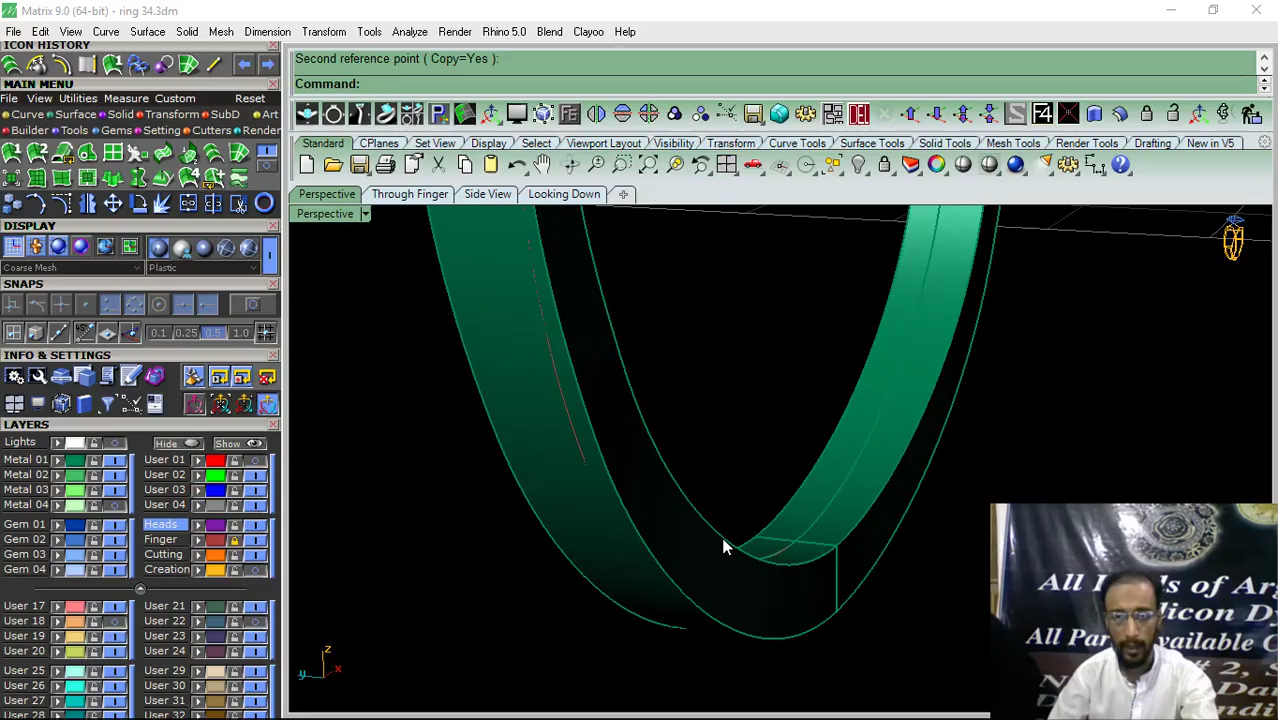 Matrix 9.0 (64-bit) - ring 34.3dm
File Edit View Curve Surface Solid Mesh Dimension Transform Tools Analyze Render Rhino 5.0 Blend Clayoo Help
ICON HISTORY
MAIN MENU
File View Utilities Measure Custom Reset
Curve Surface Solid Transform SubD Art
Builder Tools Gems Setting Cutters Render
DISPLAY
Coarse Mesh Plastic
SNAPS
0.1 0.25 0.5 1.0
INFO & SETTINGS
LAYERS
Lights Hide Show
Metal 01 User 01
Metal 02 User 02
Metal 03 User 03
Metal 04 User 04
Gem 01 Heads
Gem 02 Finger
Gem 03 Cutting
Gem 04 Creation
User 17 User 21
User 18 User 22
User 19 User 23
User 20 User 24
User 25 User 29
User 26 User 30
User 27 User 31
User 28 User 32
Second reference point ( Copy=Yes ):
Command:
F4
Standard CPlanes Set View Display Select Viewport Layout Visibility Transform Curve Tools Surface Tools Solid Tools Mesh Tools Render Tools Drafting New in V5
Perspective Through Finger Side View Looking Down
Perspective
z
y x
All
of Ar
ilicon Dy
All Par
vailable C
# 2, S